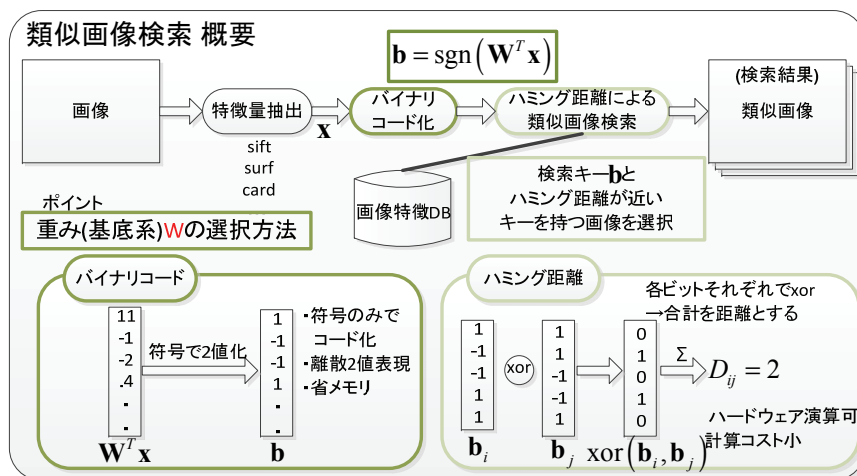 類似画像検索 概要
b = sgn(W^T x)
画像
特徴量抽出
x
バイナリ
コード化
ハミング距離による
類似画像検索
(検索結果)
類似画像
sift
surf
card
画像特徴DB
検索キーbと
ハミング距離が近い
キーを持つ画像を選択
ポイント
重み(基底系)Wの選択方法
バイナリコード
11
-1
-2
.4
.
.
W^T x
符号で2値化
1
-1
-1
1
.
.
b
・符号のみで
コード化
・離散2値表現
・省メモリ
ハミング距離
各ビットそれぞれでxor
→合計を距離とする
1
-1
-1
1
1
b_i
xor
1
1
-1
-1
1
b_j
0
1
0
1
0
xor(b_i, b_j)
Σ
D_ij = 2
ハードウェア演算可
計算コスト小